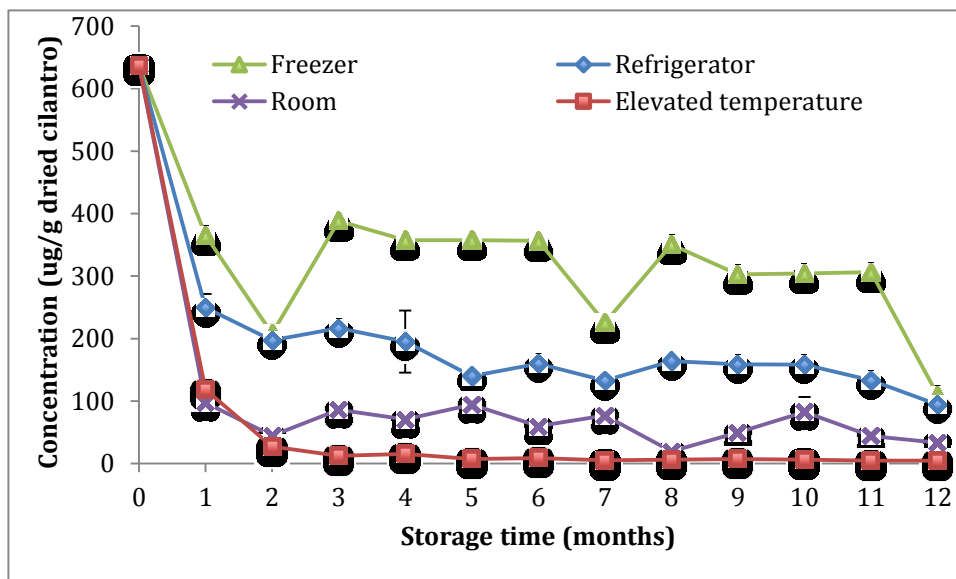 700
600
500
400
300
200
100
0
Concentration (ug/g dried cilantro)
Freezer
Refrigerator
Room
Elevated temperature
0 1 2 3 4 5 6 7 8 9 10 11 12
Storage time (months)